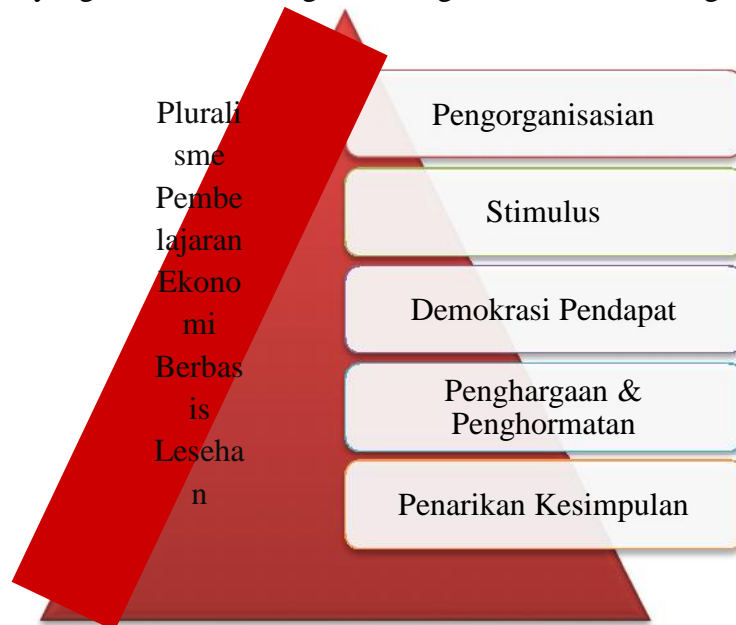 Plurali
sme
Pembe
lajaran
Ekono
mi
Berbas
is
Leseha
n
Pengorganisasian
Stimulus
Demokrasi Pendapat
Penghargaan &
Penghormatan
Penarikan Kesimpulan